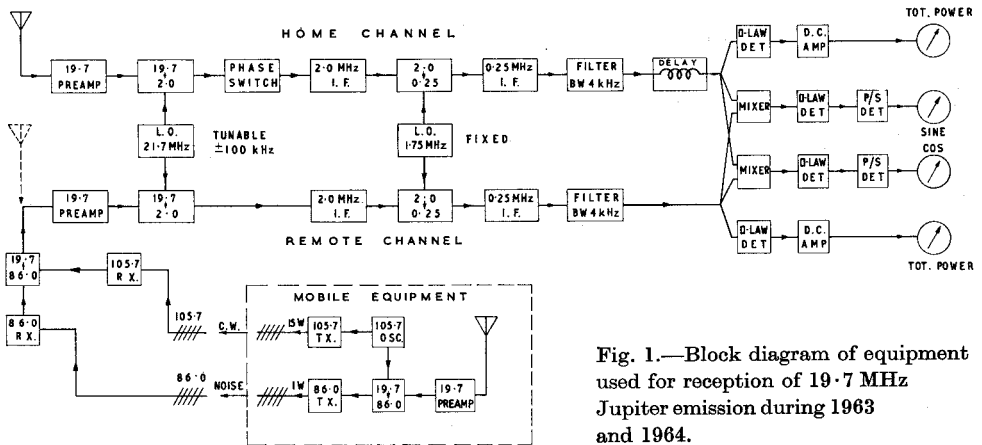 TOT. POWER
HÓME CHANNEL
□-LAW DET
D.C. AMP
19·7 PREAMP
19·7 2·0
PHASE SWITCH
2·0 MHz I.F.
2·0 0·25
0·25 MHz I.F.
FILTER BW 4 kHz
DELAY
MIXER
□-LAW DET
P/S DET
SINE
L.O. 21·7 MHz
TUNABLE ±100 kHz
L.O. 1·75 MHz
FIXED
COS
MIXER
□-LAW DET
P/S DET
19·7 PREAMP
19·7 2·0
2·0 MHz I.F.
2·0 0·25
0·25 MHz I.F.
FILTER BW 4 kHz
REMOTE CHANNEL
□-LAW DET
D.C. AMP
TOT. POWER
19·7 86·0
105·7 RX.
MOBILE EQUIPMENT
86·0 RX.
105·7
C.W.
15W
105·7 TX.
105·7 OSC.
86·0
NOISE
1W
86·0 TX.
19·7 86·0
19·7 PREAMP
Fig. 1.—Block diagram of equipment
used for reception of 19·7 MHz
Jupiter emission during 1963
and 1964.